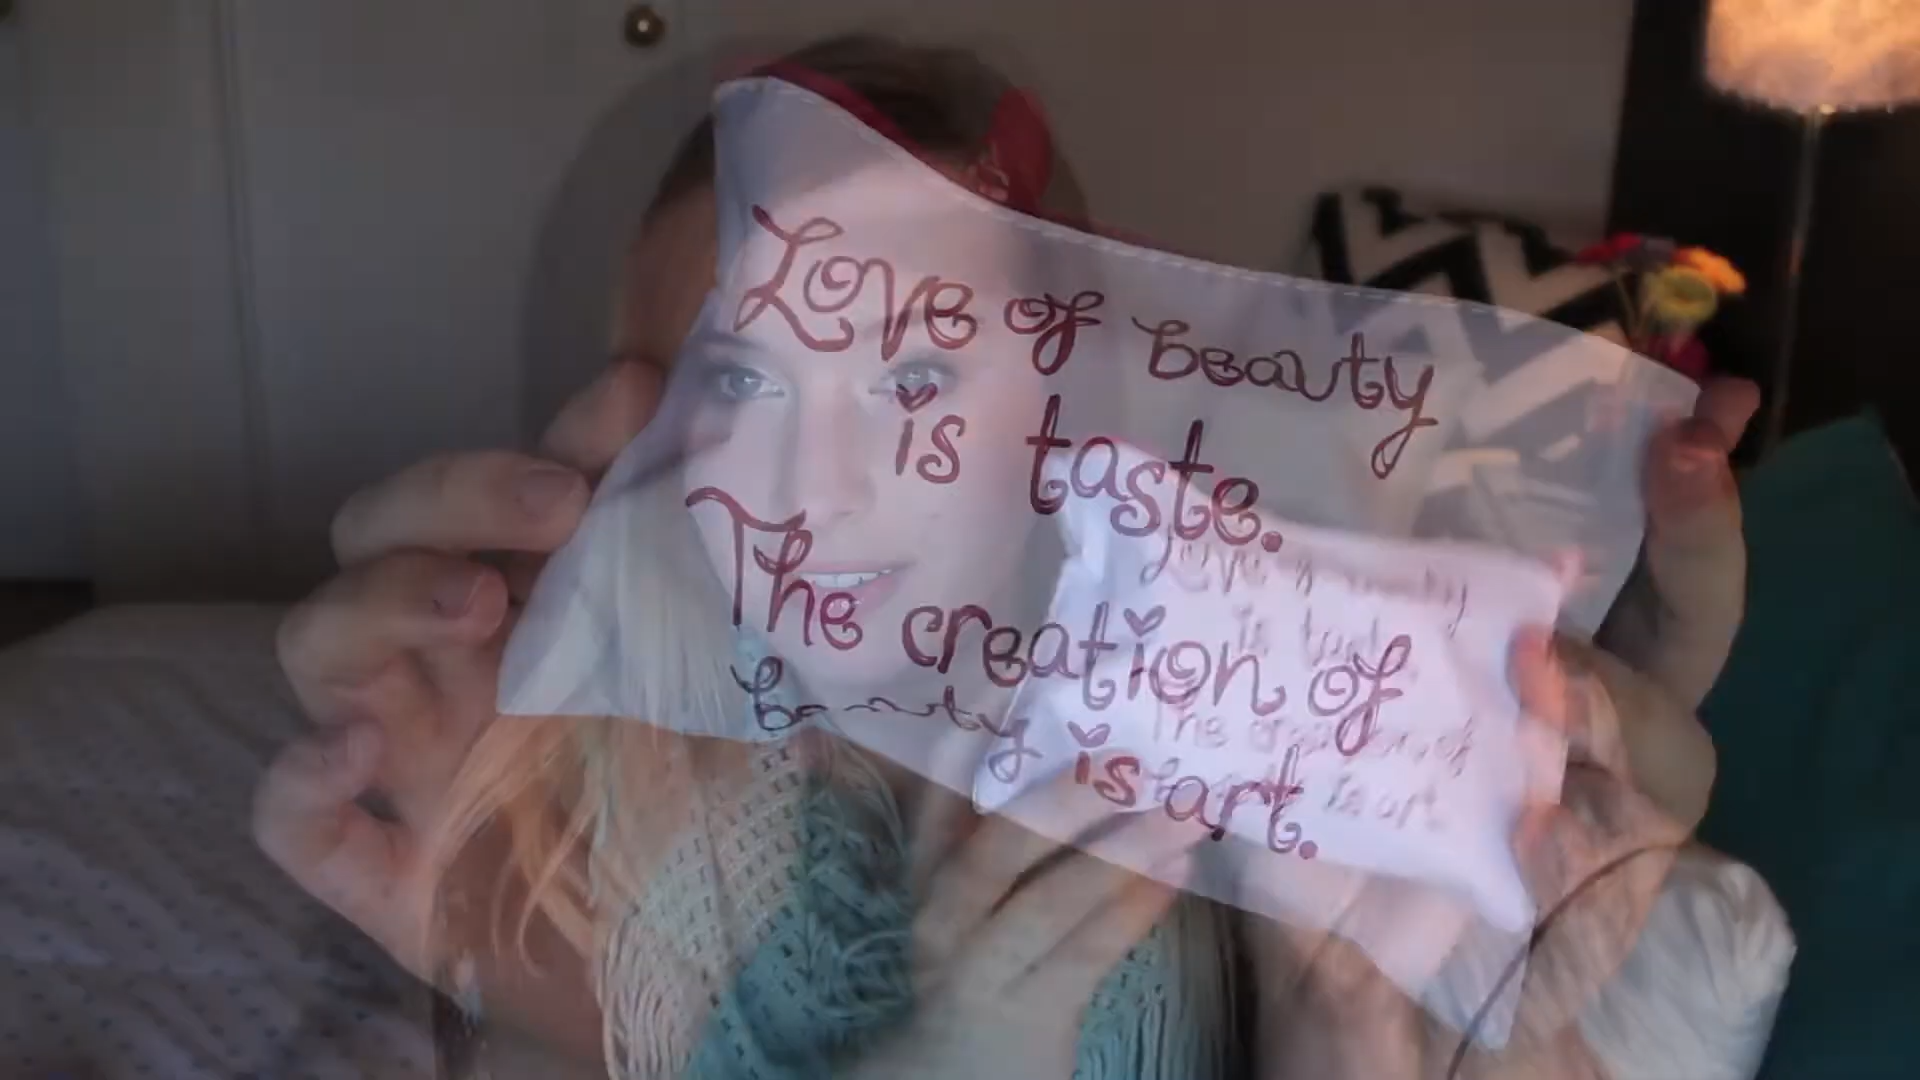 Love of beauty
is taste.
The creation of
beauty is art.